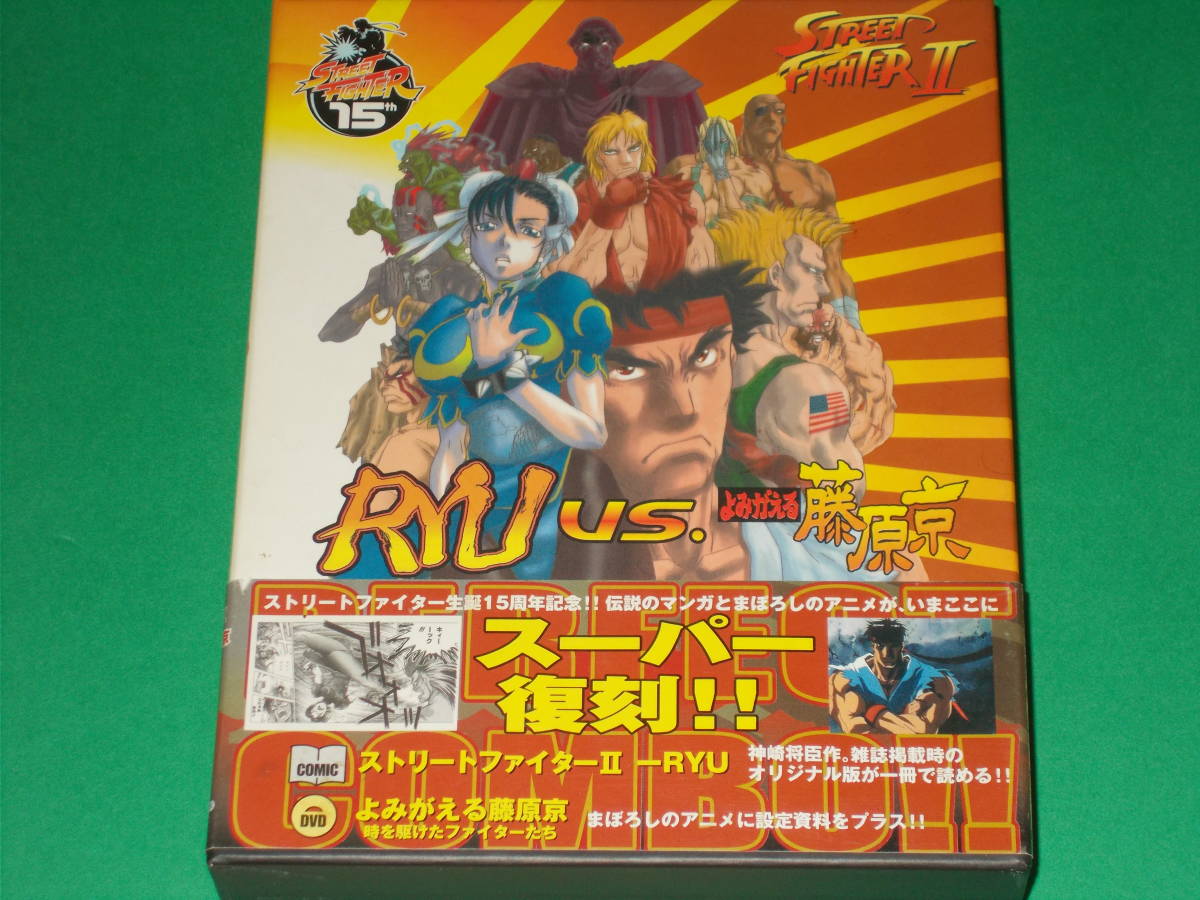 STREET
FIGHTER
15th
STREET
FIGHTER II
RYU vs. よみがえる 藤原京
PERFECT
COMBO!!
ストリートファイター生誕15周年記念!! 伝説のマンガとまぼろしのアニメが、いまここに
スーパー
復刻!!
COMIC ストリートファイターII ーRYU
神崎将臣作。雑誌掲載時の
オリジナル版が一冊で読める!!
DVD よみがえる藤原京
時を駆けたファイターたち
まぼろしのアニメに設定資料をプラス!!